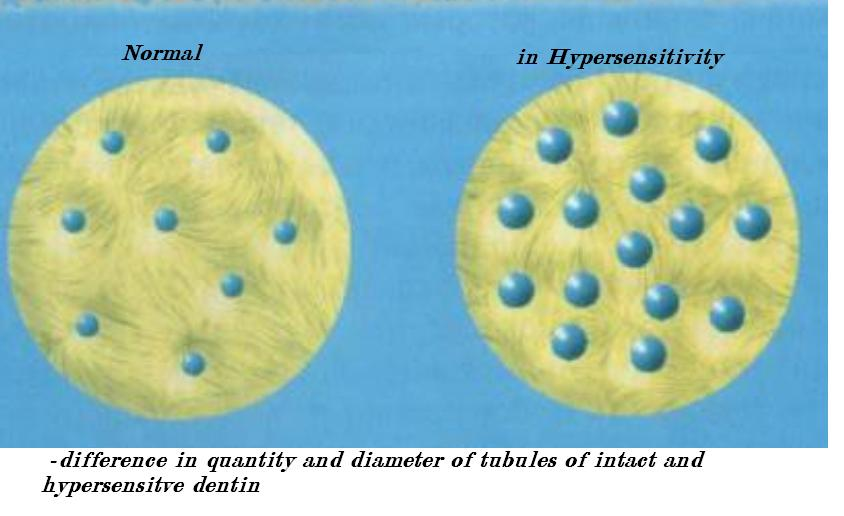 Normal
in Hypersensitivity
-difference in quantity and diameter of tubules of intact and
hypersensitve dentin